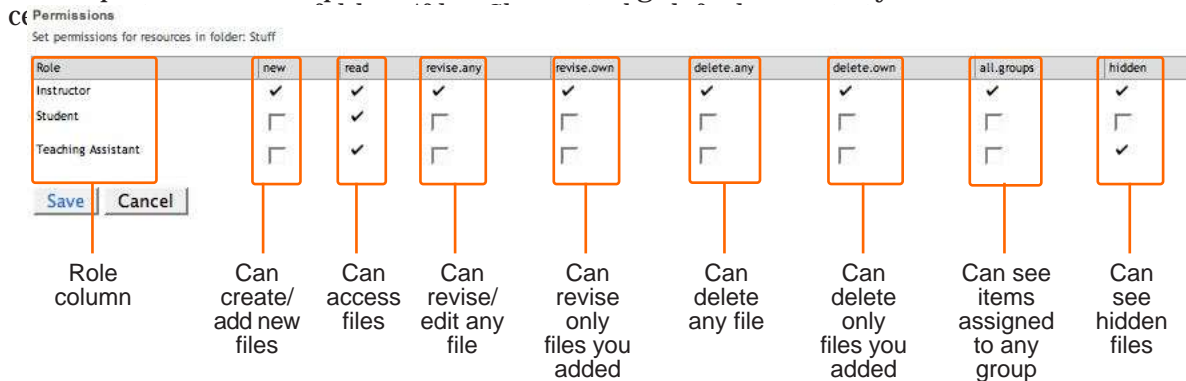 Permissions
Set permissions for resources in folder: Stuff
Role new read revise.any revise.own delete.any delete.own all.groups hidden
Instructor
Student
Teaching Assistant
Save Cancel
Role Can Can Can Can Can Can Can see Can
column create/ access revise/ revise delete delete items see
add new files edit any only any file only assigned hidden
files file files you files you to any files
added added group